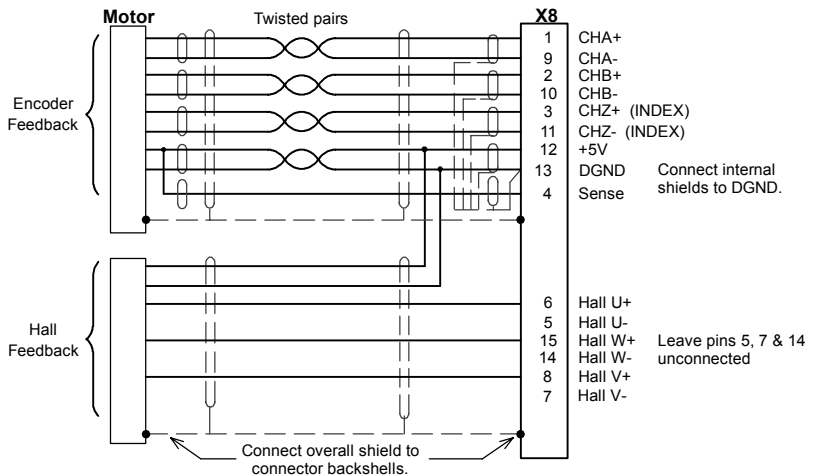 Motor
Twisted pairs
X8
Encoder
Feedback
1 CHA+
9 CHA-
2 CHB+
10 CHB-
3 CHZ+ (INDEX)
11 CHZ- (INDEX)
12 +5V
13 DGND
4 Sense
Connect internal
shields to DGND.
Hall
Feedback
6 Hall U+
5 Hall U-
15 Hall W+
14 Hall W-
8 Hall V+
7 Hall V-
Leave pins 5, 7 & 14
unconnected
Connect overall shield to
connector backshells.